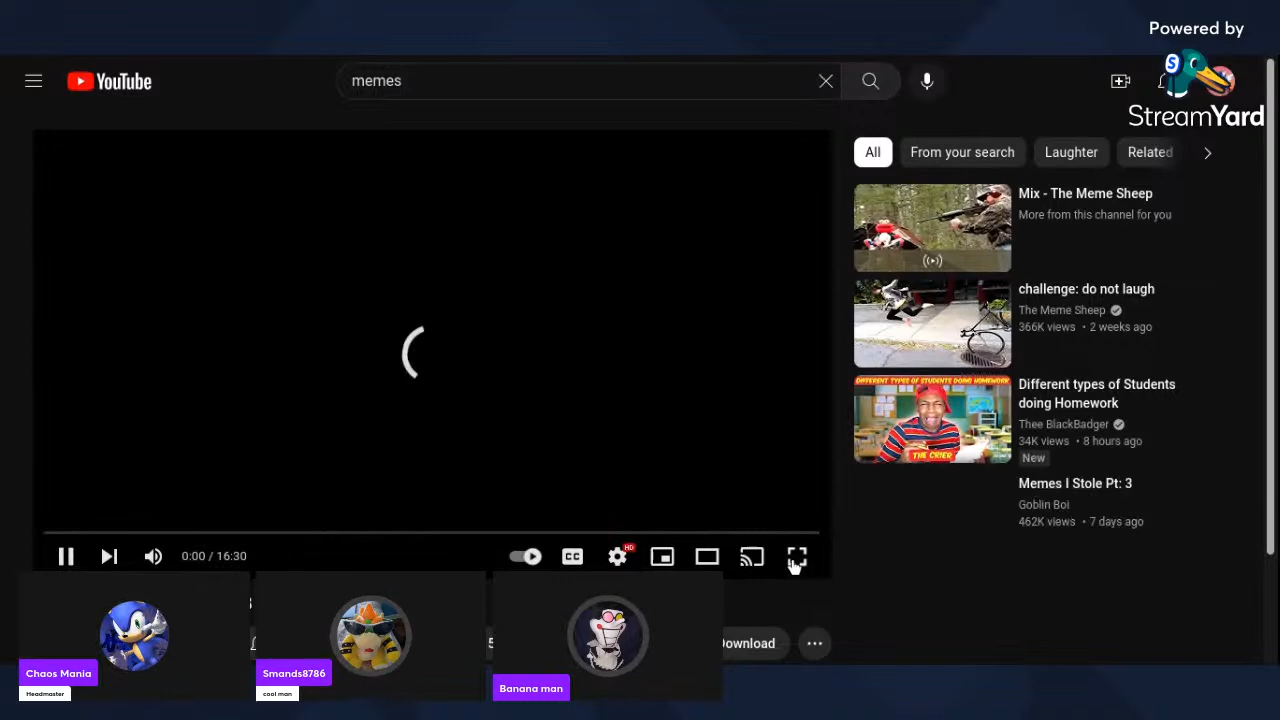 Powered by
StreamYard
YouTube
memes
All
From your search
Laughter
Related
Mix - The Meme Sheep
More from this channel for you
challenge: do not laugh
The Meme Sheep
366K views • 2 weeks ago
DIFFERENT TYPES OF STUDENTS DOING HOMEWORK
THE CRIER
Different types of Students
doing Homework
Thee BlackBadger
34K views • 8 hours ago
New
Memes I Stole Pt: 3
Goblin Boi
462K views • 7 days ago
0:00 / 16:30
CC
HD
Download
Chaos Mania
Headmaster
Smands8786
cool man
Banana man